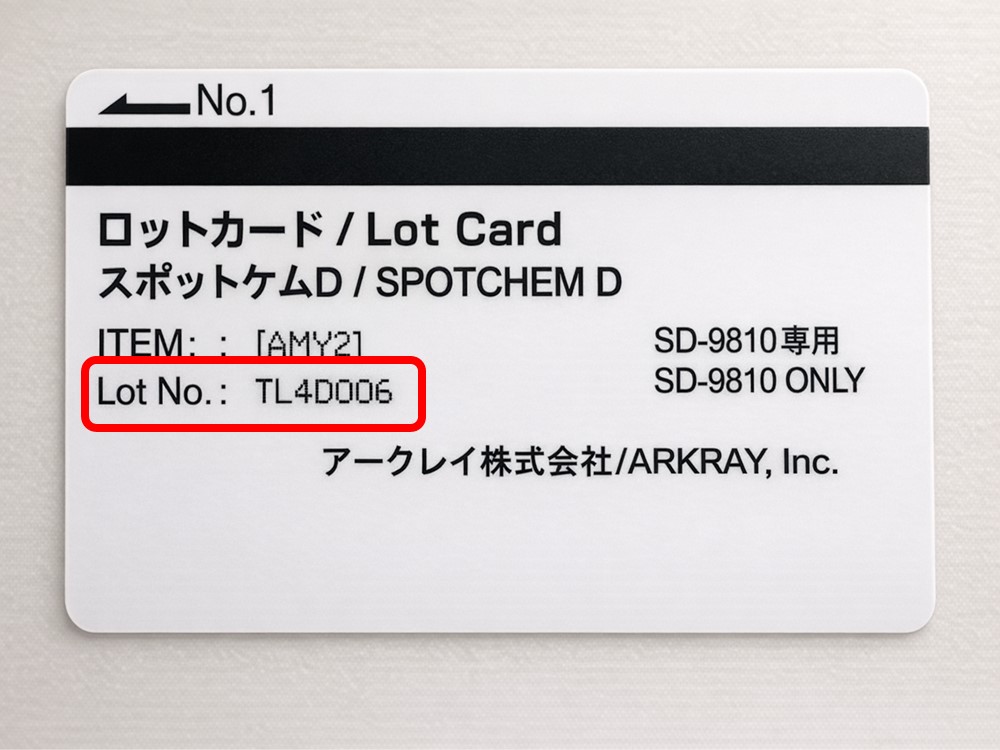 No.1
ロットカード / Lot Card
スポットケムD / SPOTCHEM D
ITEM: : [AMY2]
SD-9810専用
Lot No. : TL4D006
SD-9810 ONLY
アークレイ株式会社/ARKRAY, Inc.